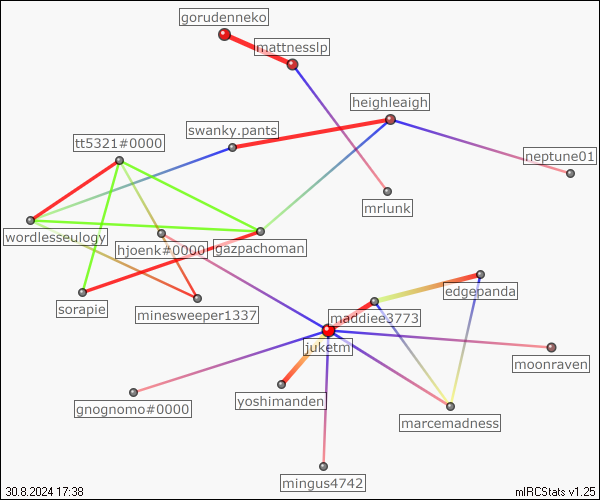 gorudenneko
mattnesslp
heighleaigh
swanky.pants
tt5321#0000
neptune01
mrlunk
wordlesseulogy
hjoenk#0000
gazpachoman
edgepanda
sorapie
minesweeper1337
maddiee3773
juketm
moonraven
gnognomo#0000
yoshimanden
marcemadness
mingus4742
30.8.2024 17:38
mIRCStats v1.25